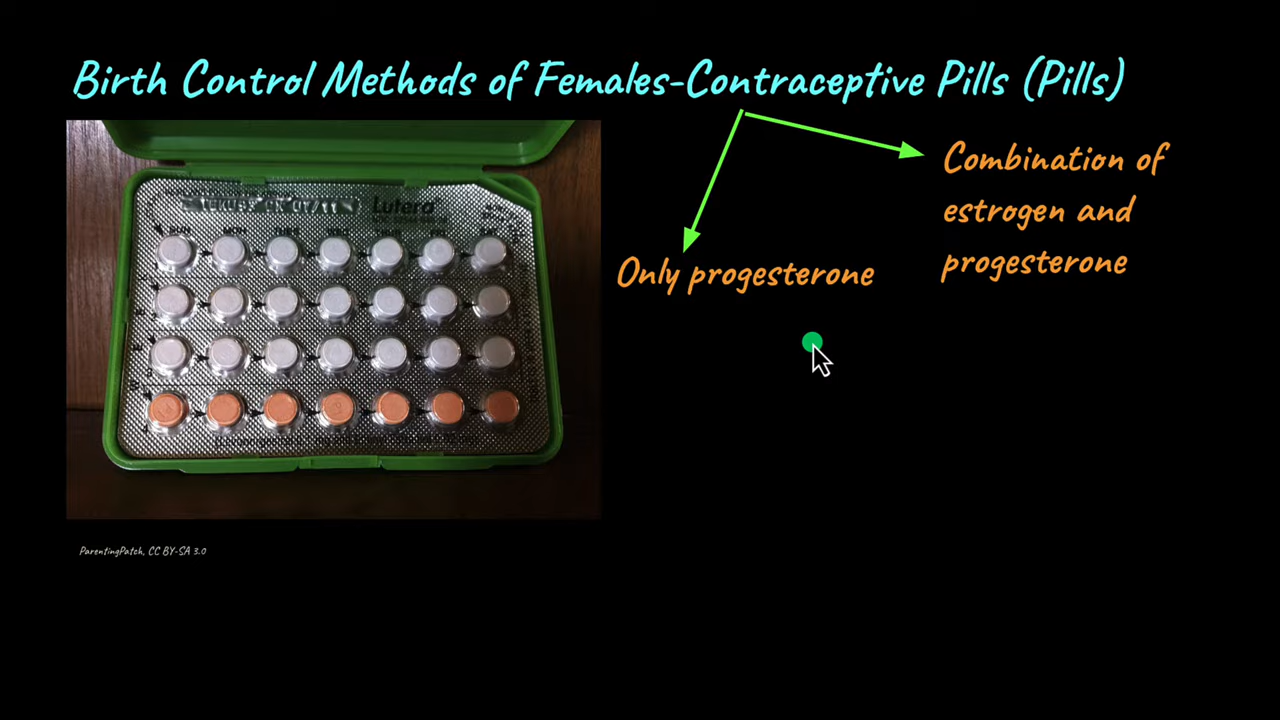 Birth Control Methods of Females-Contraceptive Pills (Pills)
Combination of
estrogen and
progesterone
Only progesterone
Lutera
ParentingPatch, CC BY-SA 3.0